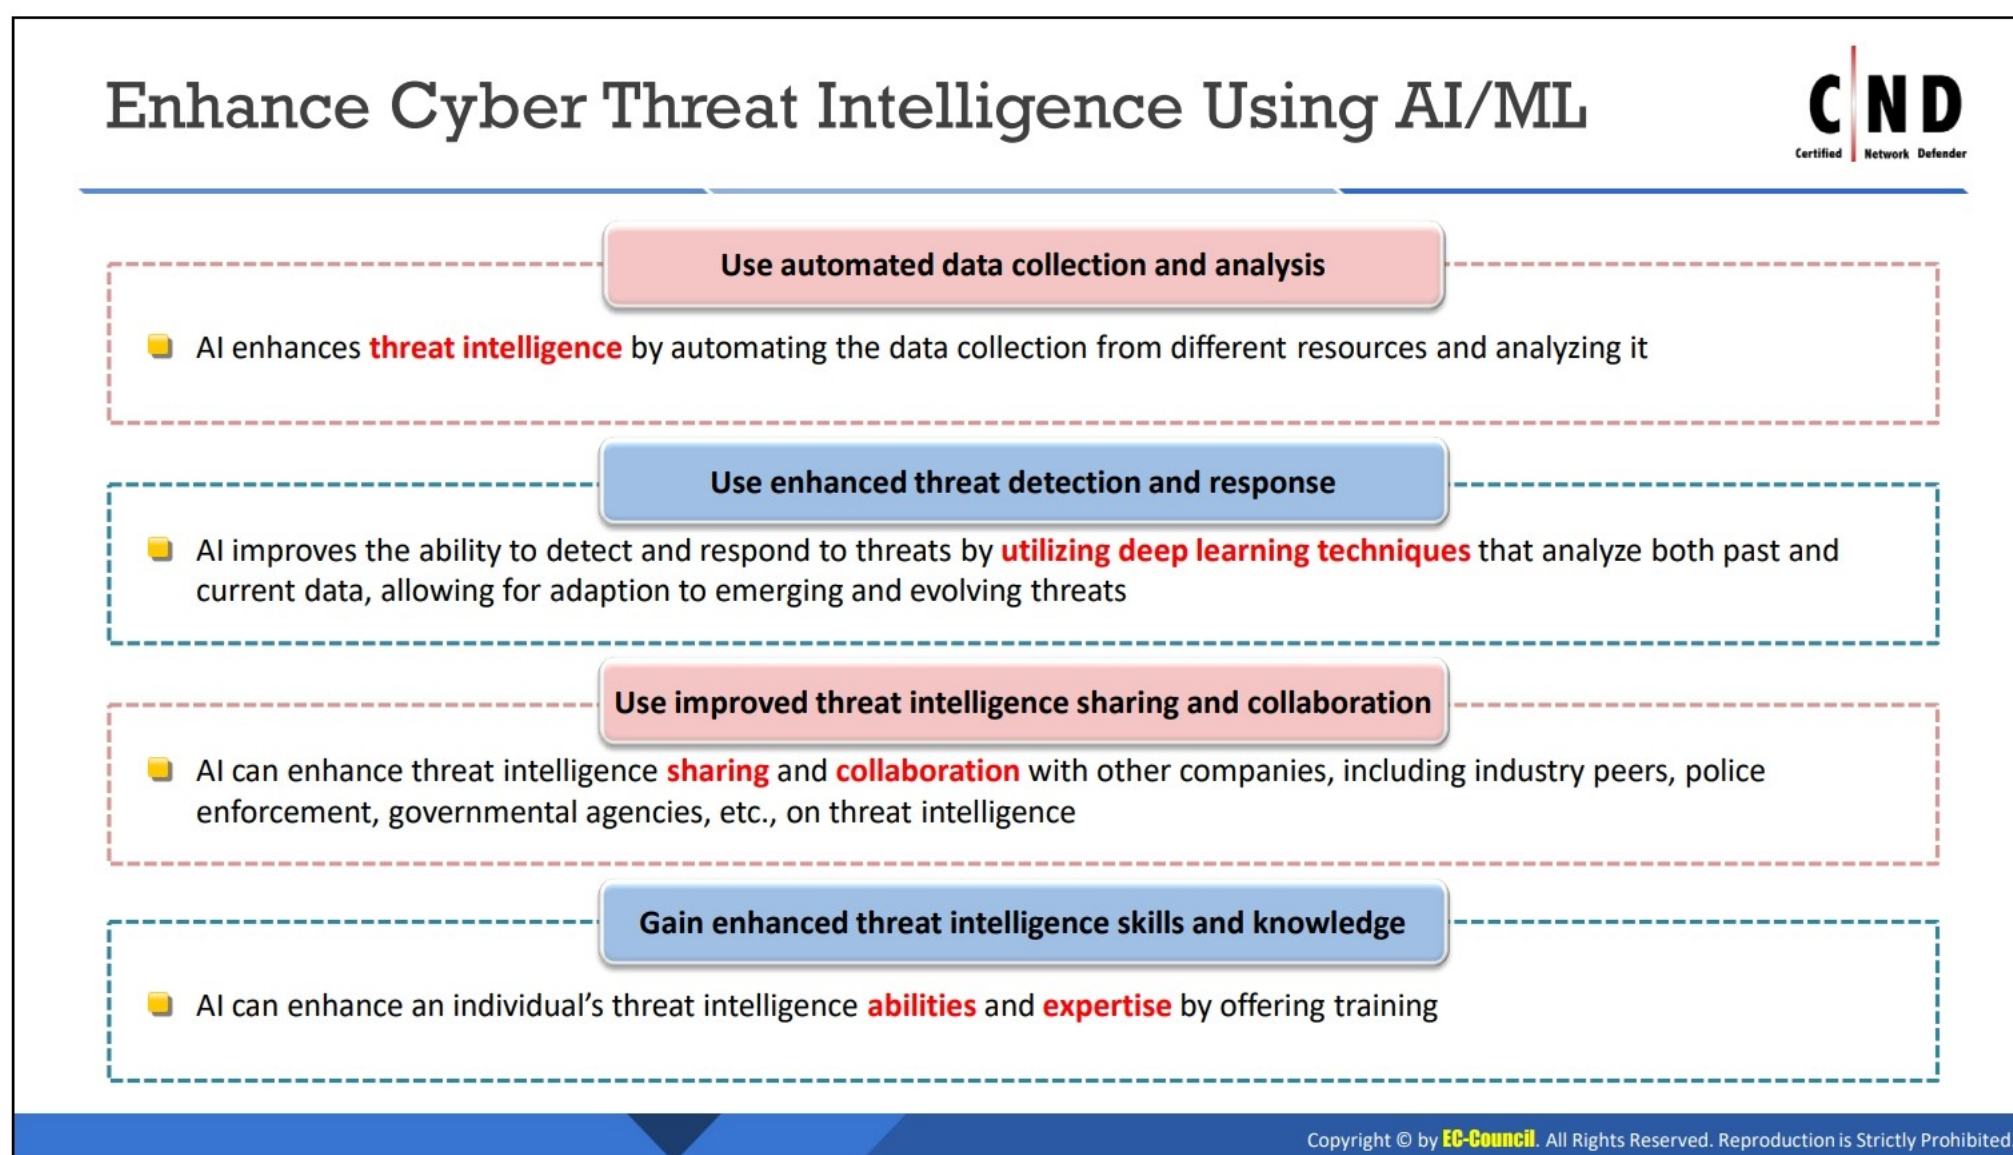 Enhance Cyber Threat Intelligence Using AI/ML
C N D
Certified Network Defender
Use automated data collection and analysis
AI enhances threat intelligence by automating the data collection from different resources and analyzing it
Use enhanced threat detection and response
AI improves the ability to detect and respond to threats by utilizing deep learning techniques that analyze both past and
current data, allowing for adaption to emerging and evolving threats
Use improved threat intelligence sharing and collaboration
AI can enhance threat intelligence sharing and collaboration with other companies, including industry peers, police
enforcement, governmental agencies, etc., on threat intelligence
Gain enhanced threat intelligence skills and knowledge
AI can enhance an individual’s threat intelligence abilities and expertise by offering training
Copyright © by EC-Council. All Rights Reserved. Reproduction is Strictly Prohibited